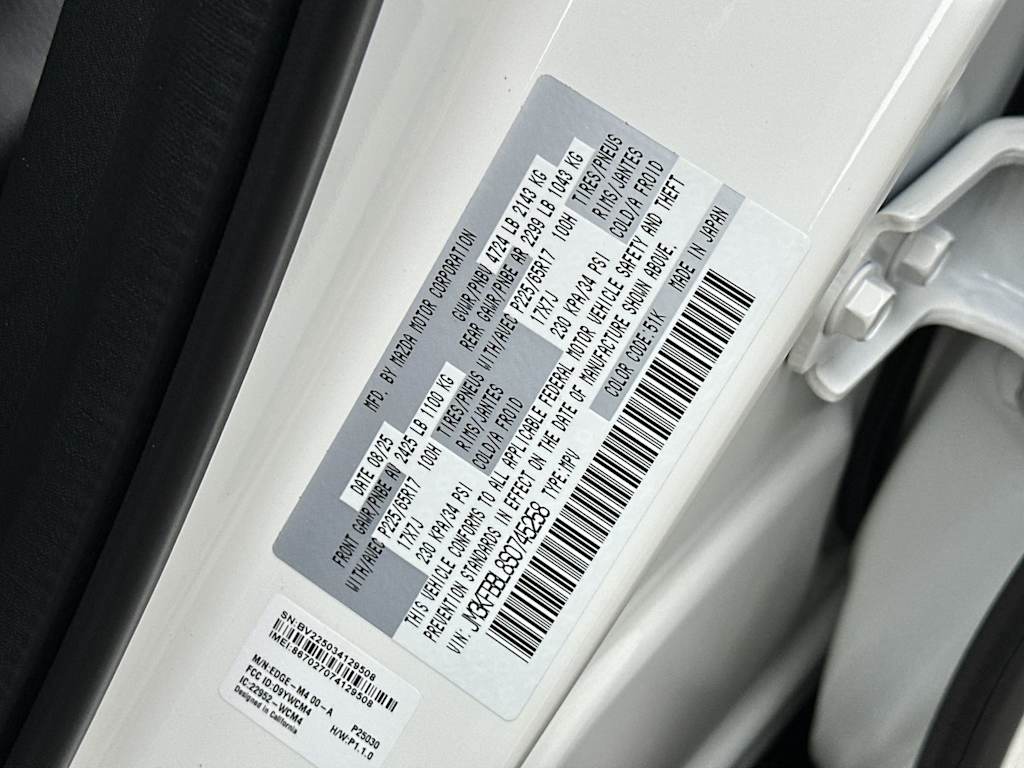 MFD. BY MAZDA MOTOR CORPORATION
DATE 08/25 GVWR/PNBV 4724 LB 2143 KG
FRONT GAWR/PNBE AV 2425 LB 1100 KG REAR GAWR/PNBE AR 2299 LB 1043 KG
WITH/AVEC P225/65R17 100H TIRES/PNEUS WITH/AVEC P225/65R17 100H TIRES/PNEUS
17X7J RIMS/JANTES 17X7J RIMS/JANTES
230 KPA/34 PSI COLD/A FROID 230 KPA/34 PSI COLD/A FROID
THIS VEHICLE CONFORMS TO ALL APPLICABLE FEDERAL MOTOR VEHICLE SAFETY AND THEFT
PREVENTION STANDARDS IN EFFECT ON THE DATE OF MANUFACTURE SHOWN ABOVE.
VIN: JM3KFBBL8S0745258 TYPE:MPV COLOR CODE:51K MADE IN JAPAN
SN:BV225034129508
IMEI:867027074129508
M/N:EDGE-M4 00-A P25030
FCC ID:O9YWCM4 H/W:P1.1.0
IC:22952-WCM4
Designed in California